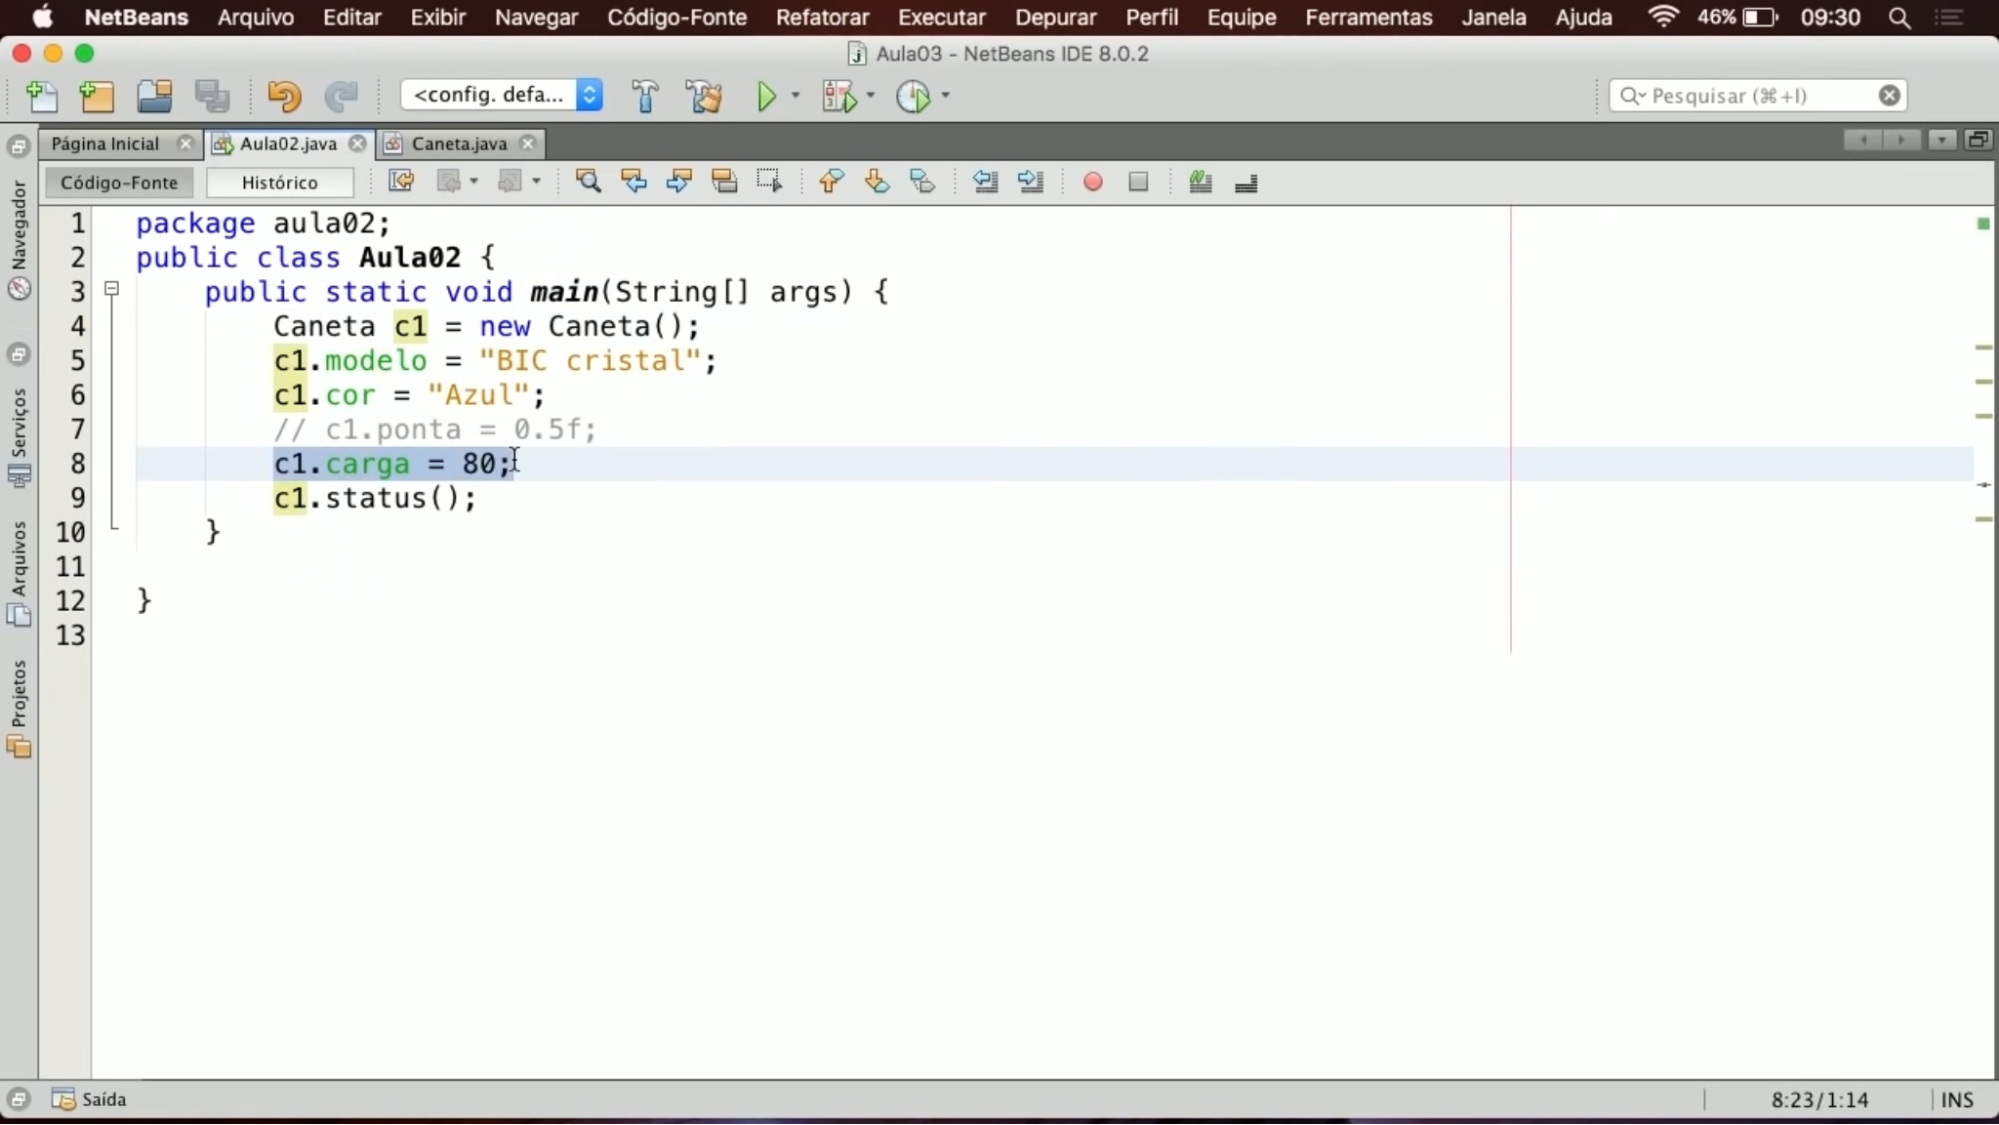 NetBeans Arquivo Editar Exibir Navegar Código-Fonte Refatorar Executar Depurar Perfil Equipe Ferramentas Janela Ajuda 46% 09:30
Aula03 - NetBeans IDE 8.0.2
<config. defa... Pesquisar (⌘+I)
Página Inicial Aula02.java Caneta.java
Código-Fonte Histórico
Navegador
Serviços
Arquivos
Projetos
1 package aula02;
2 public class Aula02 {
3 public static void main(String[] args) {
4 Caneta c1 = new Caneta();
5 c1.modelo = "BIC cristal";
6 c1.cor = "Azul";
7 // c1.ponta = 0.5f;
8 c1.carga = 80;
9 c1.status();
10 }
11
12 }
13
Saída 8:23/1:14 INS